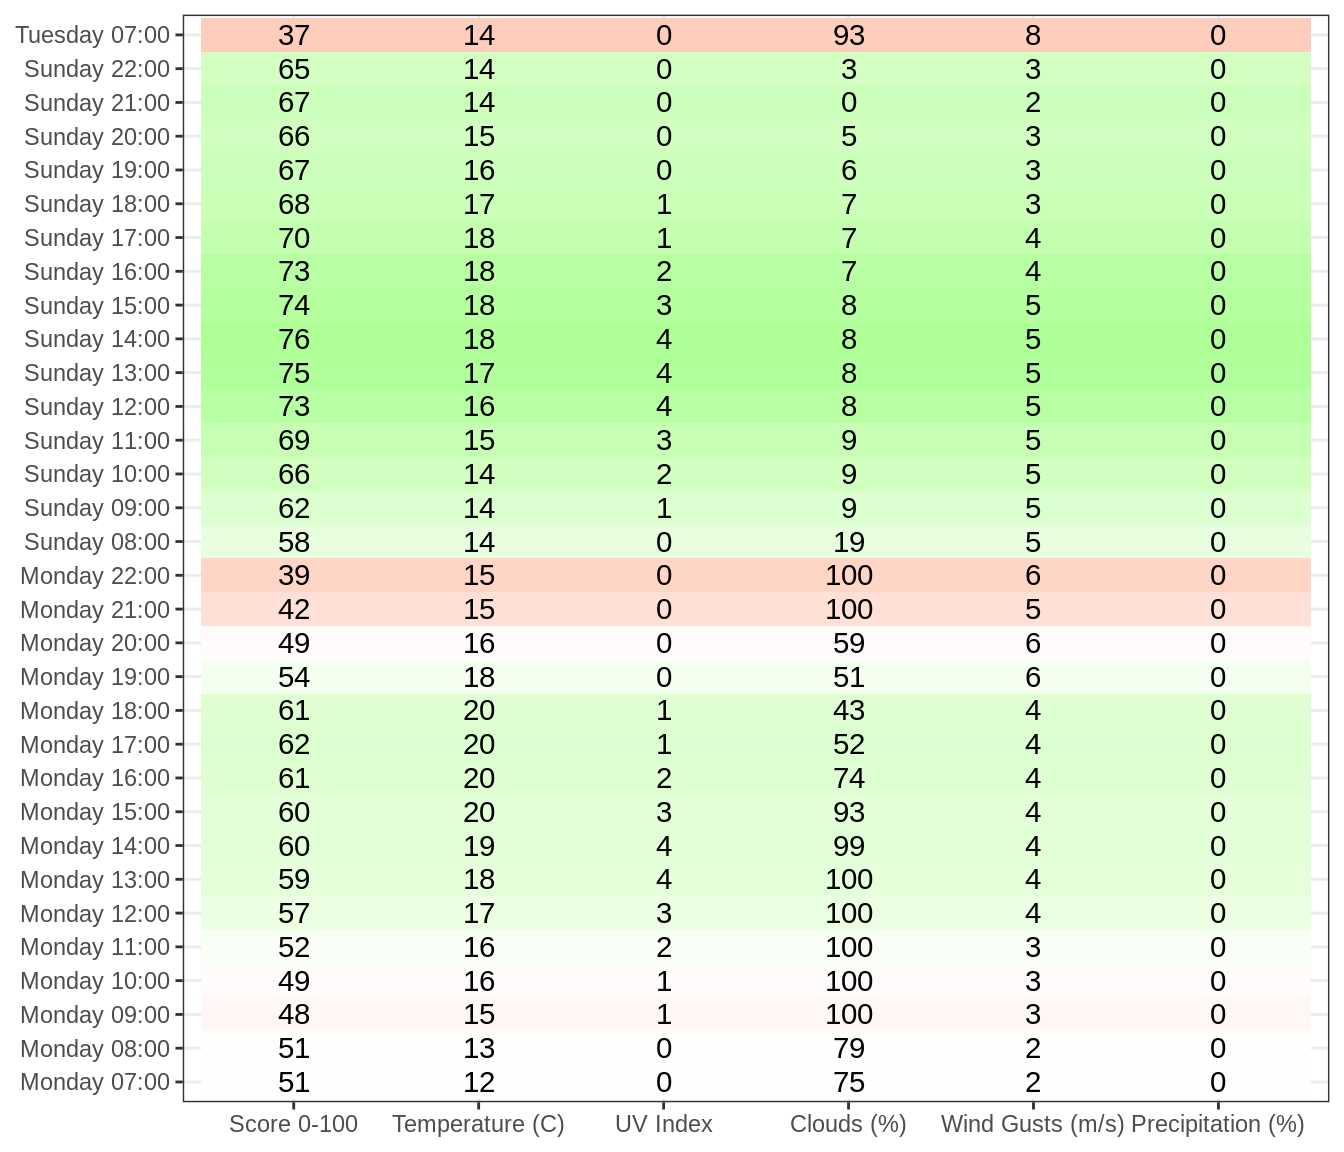 Tuesday 07:00 37 14 0 93 8 0
Sunday 22:00 65 14 0 3 3 0
Sunday 21:00 67 14 0 0 2 0
Sunday 20:00 66 15 0 5 3 0
Sunday 19:00 67 16 0 6 3 0
Sunday 18:00 68 17 1 7 3 0
Sunday 17:00 70 18 1 7 4 0
Sunday 16:00 73 18 2 7 4 0
Sunday 15:00 74 18 3 8 5 0
Sunday 14:00 76 18 4 8 5 0
Sunday 13:00 75 17 4 8 5 0
Sunday 12:00 73 16 4 8 5 0
Sunday 11:00 69 15 3 9 5 0
Sunday 10:00 66 14 2 9 5 0
Sunday 09:00 62 14 1 9 5 0
Sunday 08:00 58 14 0 19 5 0
Monday 22:00 39 15 0 100 6 0
Monday 21:00 42 15 0 100 5 0
Monday 20:00 49 16 0 59 6 0
Monday 19:00 54 18 0 51 6 0
Monday 18:00 61 20 1 43 4 0
Monday 17:00 62 20 1 52 4 0
Monday 16:00 61 20 2 74 4 0
Monday 15:00 60 20 3 93 4 0
Monday 14:00 60 19 4 99 4 0
Monday 13:00 59 18 4 100 4 0
Monday 12:00 57 17 3 100 4 0
Monday 11:00 52 16 2 100 3 0
Monday 10:00 49 16 1 100 3 0
Monday 09:00 48 15 1 100 3 0
Monday 08:00 51 13 0 79 2 0
Monday 07:00 51 12 0 75 2 0
Score 0-100 Temperature (C) UV Index Clouds (%) Wind Gusts (m/s) Precipitation (%)